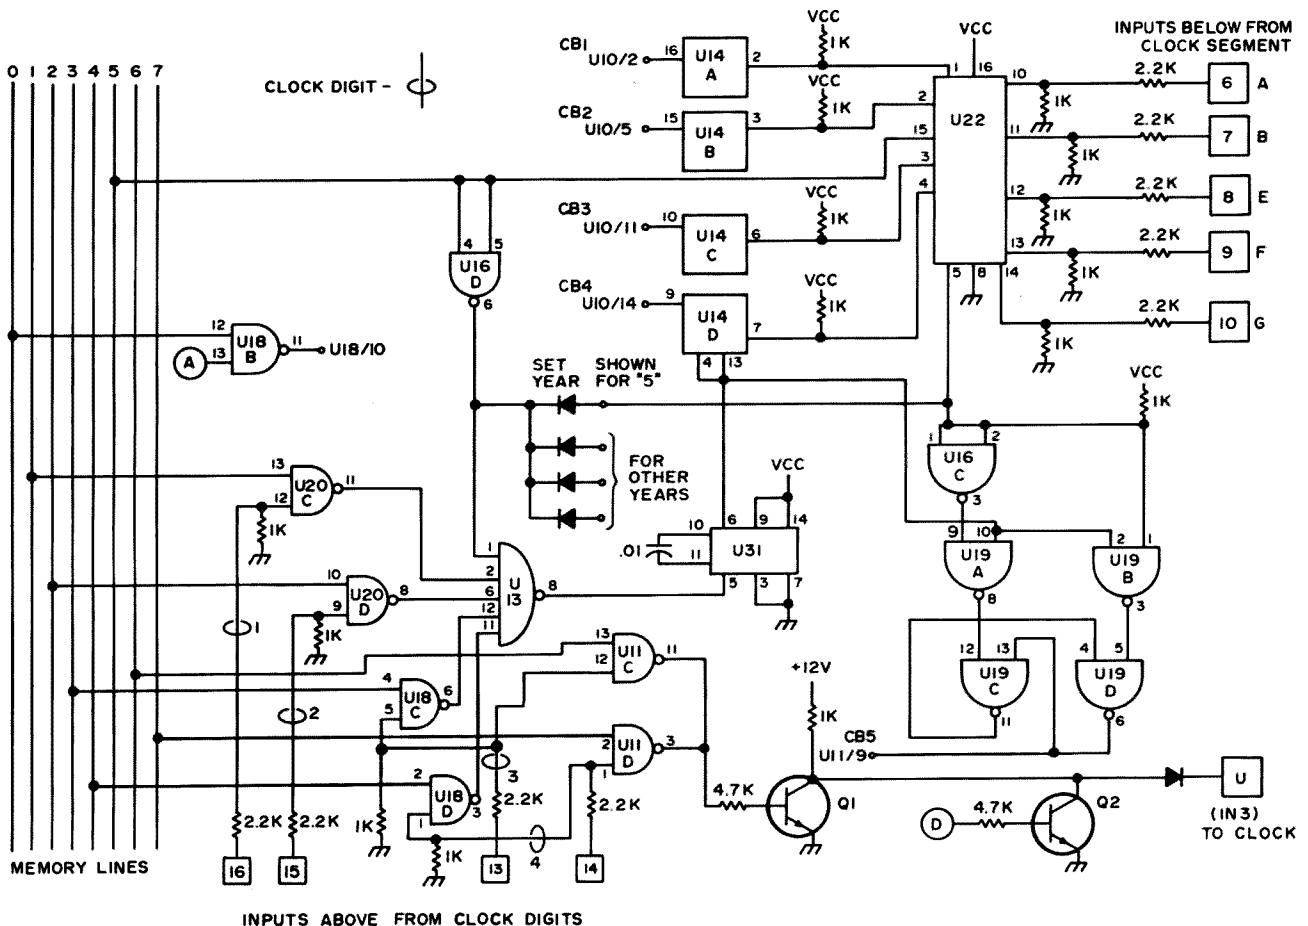 INPUTS BELOW FROM
CLOCK SEGMENT
VCC
VCC
CB1
U10/2
16
U14
A
2
1K
VCC
1
16
10
2.2K
6
A
0 1 2 3 4 5 6 7
CLOCK DIGIT -
CB2
U10/5
15
U14
B
3
1K
2
U22
1K
11
2.2K
7
B
15
1K
3
4
VCC
12
2.2K
8
E
CB3
U10/11
10
U14
C
6
1K
1K
4
5
U16
D
6
13
2.2K
9
F
CB4
U10/14
9
U14
D
7
VCC
1K
5
8
14
1K
4
13
2.2K
10
G
1K
12
A
13
U18
B
11
U18/10
SET
YEAR
SHOWN
FOR "5"
VCC
1K
FOR
OTHER
YEARS
1
2
U16
C
3
13
12
U20
C
11
1K
VCC
10
11
.01
6
9
14
U31
5
3
7
9
10
U19
A
8
2
1
U19
B
3
10
9
U20
D
8
1K
1
2
6
12
11
U
13
8
1
2
4
5
U18
C
6
13
12
U11
C
11
12
13
U19
C
11
4
5
U19
D
6
+12V
1K
CB5
U11/9
2
1
U11
D
3
3
2
1
U18
D
3
4
2.2K
2.2K
2.2K
2.2K
1K
1K
4.7K
Q1
D
4.7K
Q2
U
(IN3)
TO CLOCK
MEMORY LINES
16
15
13
14
INPUTS ABOVE FROM CLOCK DIGITS